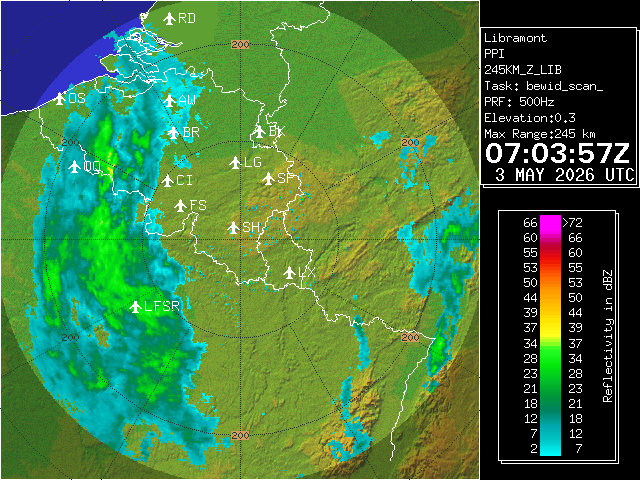 Libramont
PPI
245KM_Z_LIB
Task: bewid_scan_
PRF: 500Hz
Elevation:0.3
Max Range:245 km
07:03:57Z
3 MAY 2026 UTC
RD
200
OS
AW
BR
BK
200
200
LG
CI
SP
FS
SH
LX
LFSR
200
200
200
66 >72
60 66
55 60
53 55
50 53
44 50
39 44
37 39
34 37
28 34
23 28
21 23
18 21
12 18
7 12
2 7
Reflectivity in dBZ